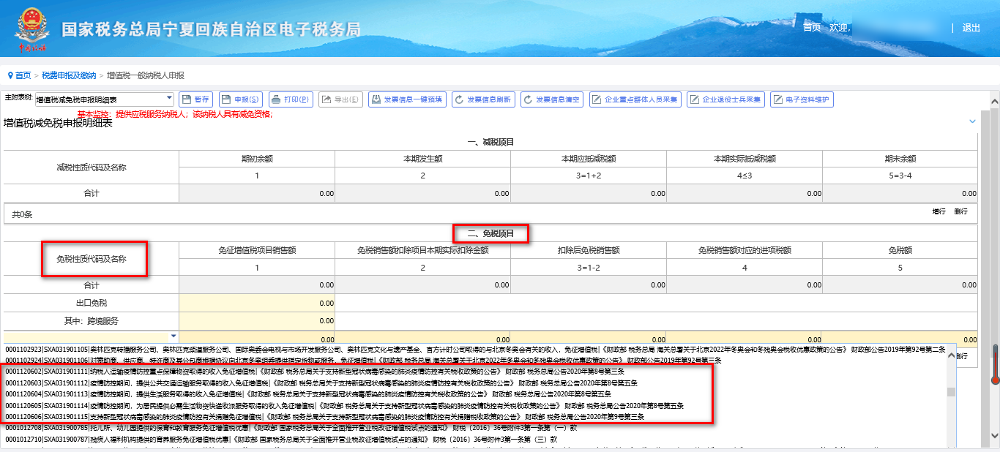 国家税务总局宁夏回族自治区电子税务局
中国税务
首页 欢迎, | 退出
首页 > 税费申报及缴纳 > 增值税一般纳税人申报
主附表树: 增值税减免税申报明细表 暂存 申报(S) 打印(P) 导出(E) 发票信息一键预填 发票信息刷新 发票信息清空 企业重点群体人员采集 企业退役士兵采集 电子资料维护
基本监控: 提供应税服务纳税人; 该纳税人具有减免资格;
增值税减免税申报明细表
一、减税项目
减税性质代码及名称 期初余额 本期发生额 本期应抵减税额 本期实际抵减税额 期末余额
1 2 3=1+2 4≤3 5=3-4
合计 0.00 0.00 0.00 0.00 0.00
共0条 增行 删行
二、免税项目
免税性质代码及名称 免征增值税项目销售额 免税销售额扣除项目本期实际扣除金额 扣除后免税销售额 免税销售额对应的进项税额 免税额
1 2 3=1-2 4 5
合计 0.00 0.00 0.00 0.00 0.00
出口免税 0.00
其中: 跨境服务 0.00
0.00 0.00 0.00 0.00 0.00
0001102923|SXA031901105|奥林匹克转播服务公司、奥林匹克频道服务公司、国际奥委会电视与市场开发服务公司、奥林匹克文化与遗产基金、官方计时公司取得的与北京冬奥会有关的收入，免征增值税|《财政部 税务总局 海关总署关于北京2022年冬奥会和冬残奥会税收优惠政策的公告》 财政部公告2019年第92号第三条
0001102924|SXA031901106|对赞助商、供应商、特许商及其分包商根据协议向北京冬奥组委提供指定货物或服务，免征增值税|《财政部 税务总局 海关总署关于北京2022年冬奥会和冬残奥会税收优惠政策的公告》 财政部公告2019年第92号第三条
删行
0001120602|SXA031901111|纳税人运输疫情防控重点保障物资取得的收入免征增值税|《财政部 税务总局关于支持新型冠状病毒感染的肺炎疫情防控有关税收政策的公告》 财政部 税务总局公告2020年第8号第三条
0001120603|SXA031901112|疫情防控期间，提供公共交通运输服务取得的收入免征增值税|《财政部 税务总局关于支持新型冠状病毒感染的肺炎疫情防控有关税收政策的公告》 财政部 税务总局公告2020年第8号第五条
0001120604|SXA031901113|疫情防控期间，提供生活服务取得的收入免征增值税|《财政部 税务总局关于支持新型冠状病毒感染的肺炎疫情防控有关税收政策的公告》 财政部 税务总局公告2020年第8号第五条
0001120605|SXA031901114|疫情防控期间，为居民提供必需生活物资快递收派服务取得的收入免征增值税|《财政部 税务总局关于支持新型冠状病毒感染的肺炎疫情防控有关税收政策的公告》 财政部 税务总局公告2020年第8号第五条
0001120606|SXA031901115|支持新型冠状病毒感染的肺炎疫情防控有关捐赠免征增值税|《财政部 税务总局关于支持新型冠状病毒感染的肺炎疫情防控有关捐赠税收政策的公告》 财政部 税务总局公告2020年第9号第三条
0001012708|SXA031900785|托儿所、幼儿园提供的保育和教育服务免征增值税优惠|《财政部 国家税务总局关于全面推开营业税改征增值税试点的通知》 财税〔2016〕36号附件3第一条第（一）款
0001012710|SXA031900787|残疾人福利机构提供的育养服务免征增值税优惠|《财政部 国家税务总局关于全面推开营业税改征增值税试点的通知》 财税〔2016〕36号附件3第一条第（三）款